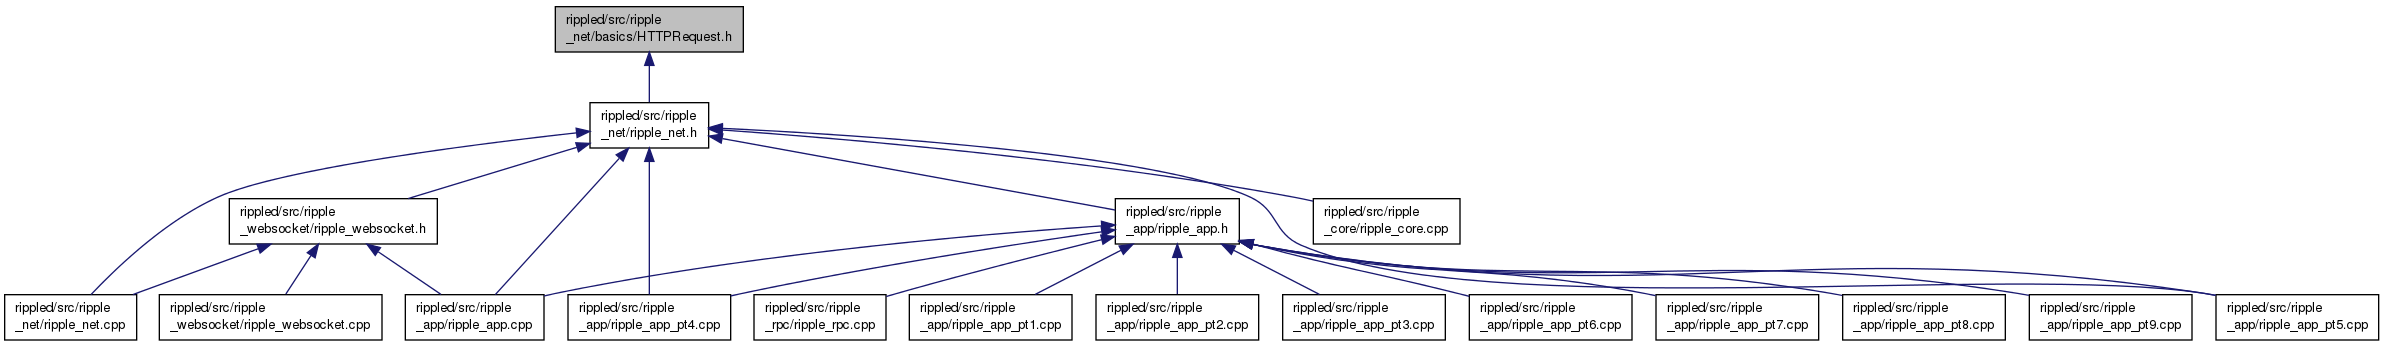 rippled/src/ripple
_net/basics/HTTPRequest.h
rippled/src/ripple
_net/ripple_net.h
rippled/src/ripple
_websocket/ripple_websocket.h
rippled/src/ripple
_app/ripple_app.h
rippled/src/ripple
_core/ripple_core.cpp
rippled/src/ripple
_net/ripple_net.cpp
rippled/src/ripple
_websocket/ripple_websocket.cpp
rippled/src/ripple
_app/ripple_app.cpp
rippled/src/ripple
_app/ripple_app_pt4.cpp
rippled/src/ripple
_rpc/ripple_rpc.cpp
rippled/src/ripple
_app/ripple_app_pt1.cpp
rippled/src/ripple
_app/ripple_app_pt2.cpp
rippled/src/ripple
_app/ripple_app_pt3.cpp
rippled/src/ripple
_app/ripple_app_pt6.cpp
rippled/src/ripple
_app/ripple_app_pt7.cpp
rippled/src/ripple
_app/ripple_app_pt8.cpp
rippled/src/ripple
_app/ripple_app_pt9.cpp
rippled/src/ripple
_app/ripple_app_pt5.cpp